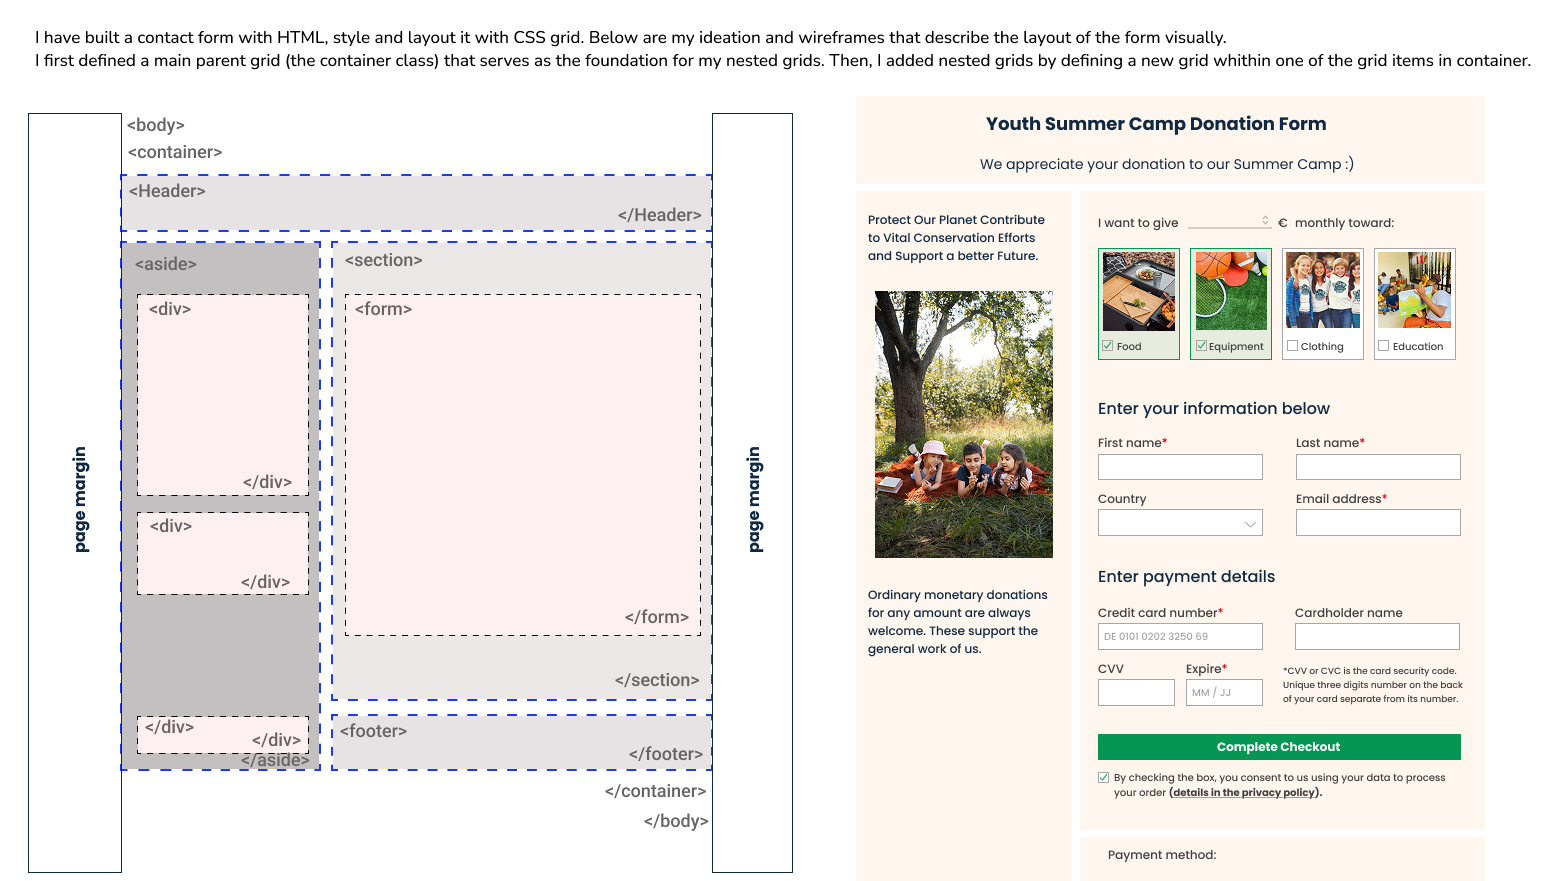 I have built a contact form with HTML, style and layout it with CSS grid. Below are my ideation and wireframes that describe the layout of the form visually.
I first defined a main parent grid (the container class) that serves as the foundation for my nested grids. Then, I added nested grids by defining a new grid whithin one of the grid items in container.
page margin
<body>
<container>
<Header>
</Header>
<aside>
<div>
</div>
<div>
</div>
</div>
</div>
</aside>
<section>
<form>
</form>
</section>
<footer>
</footer>
</container>
</body>
page margin
Youth Summer Camp Donation Form
We appreciate your donation to our Summer Camp :)
Protect Our Planet Contribute
to Vital Conservation Efforts
and Support a better Future.
Ordinary monetary donations
for any amount are always
welcome. These support the
general work of us.
I want to give € monthly toward:
Food Equipment Clothing Education
Enter your information below
First name* Last name*
Country Email address*
Enter payment details
Credit card number* Cardholder name
DE 0101 0202 3250 69
CVV Expire*
MM / JJ
*CVV or CVC is the card security code.
Unique three digits number on the back
of your card separate from its number.
Complete Checkout
By checking the box, you consent to us using your data to process
your order (details in the privacy policy).
Payment method: